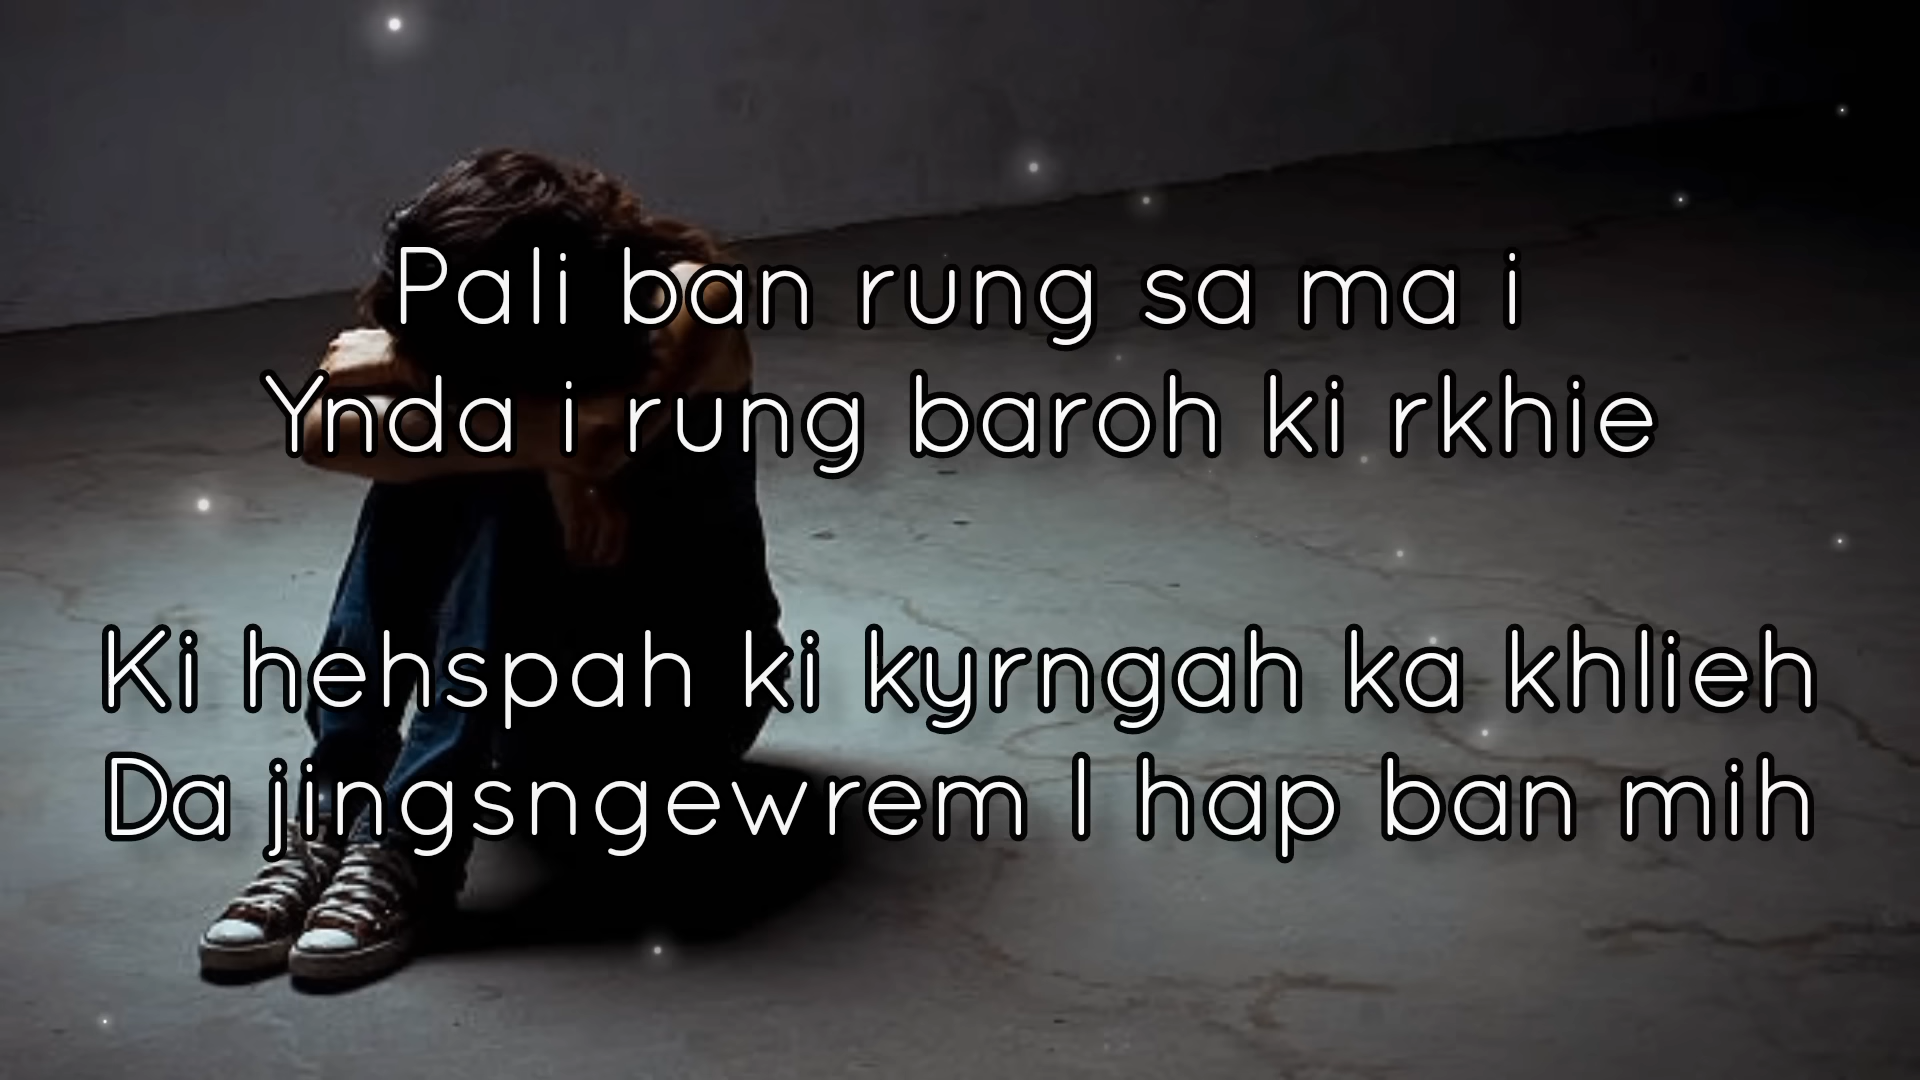 Pali ban rung sa ma i
Ynda i rung baroh ki rkhie
Ki hehspah ki kyrngah ka khlieh
Da jingsngewrem I hap ban mih